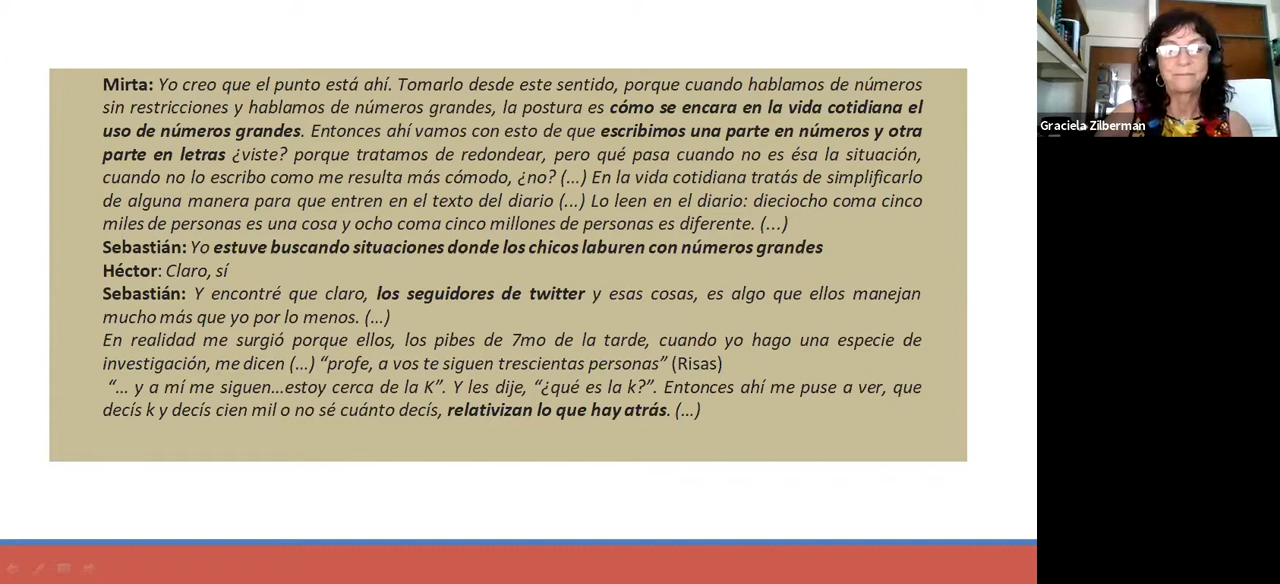 Mirta: Yo creo que el punto está ahí. Tomarlo desde este sentido, porque cuando hablamos de números
sin restricciones y hablamos de números grandes, la postura es cómo se encara en la vida cotidiana el
uso de números grandes. Entonces ahí vamos con esto de que escribimos una parte en números y otra
parte en letras ¿viste? porque tratamos de redondear, pero qué pasa cuando no es ésa la situación,
cuando no lo escribo como me resulta más cómodo, ¿no? (...) En la vida cotidiana tratás de simplificarlo
de alguna manera para que entren en el texto del diario (...) Lo leen en el diario: dieciocho coma cinco
miles de personas es una cosa y ocho coma cinco millones de personas es diferente. (...)
Sebastián: Yo estuve buscando situaciones donde los chicos laburen con números grandes
Héctor: Claro, sí
Sebastián: Y encontré que claro, los seguidores de twitter y esas cosas, es algo que ellos manejan
mucho más que yo por lo menos. (...)
En realidad me surgió porque ellos, los pibes de 7mo de la tarde, cuando yo hago una especie de
investigación, me dicen (...) “profe, a vos te siguen trescientas personas” (Risas)
“... y a mí me siguen...estoy cerca de la K”. Y les dije, “¿qué es la k?”. Entonces ahí me puse a ver, que
decís k y decís cien mil o no sé cuánto decís, relativizan lo que hay atrás. (...)
Graciela Zilberman